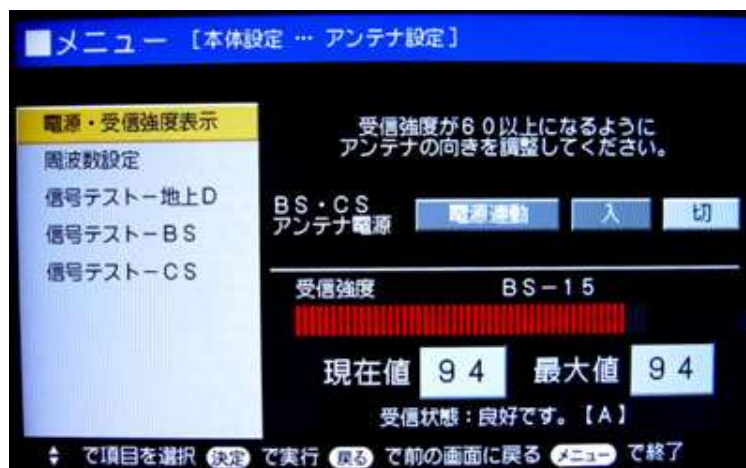 ■メニュー [本体設定 … アンテナ設定]
電源・受信強度表示
周波数設定
信号テスト－地上D
信号テスト－BS
信号テスト－CS
受信強度が60以上になるように
アンテナの向きを調整してください。
BS・CS
アンテナ電源 電源連動 入 切
受信強度 BS－15
現在値 94 最大値 94
受信状態：良好です。【A】
で項目を選択 決定 で実行 戻る で前の画面に戻る メニュー で終了